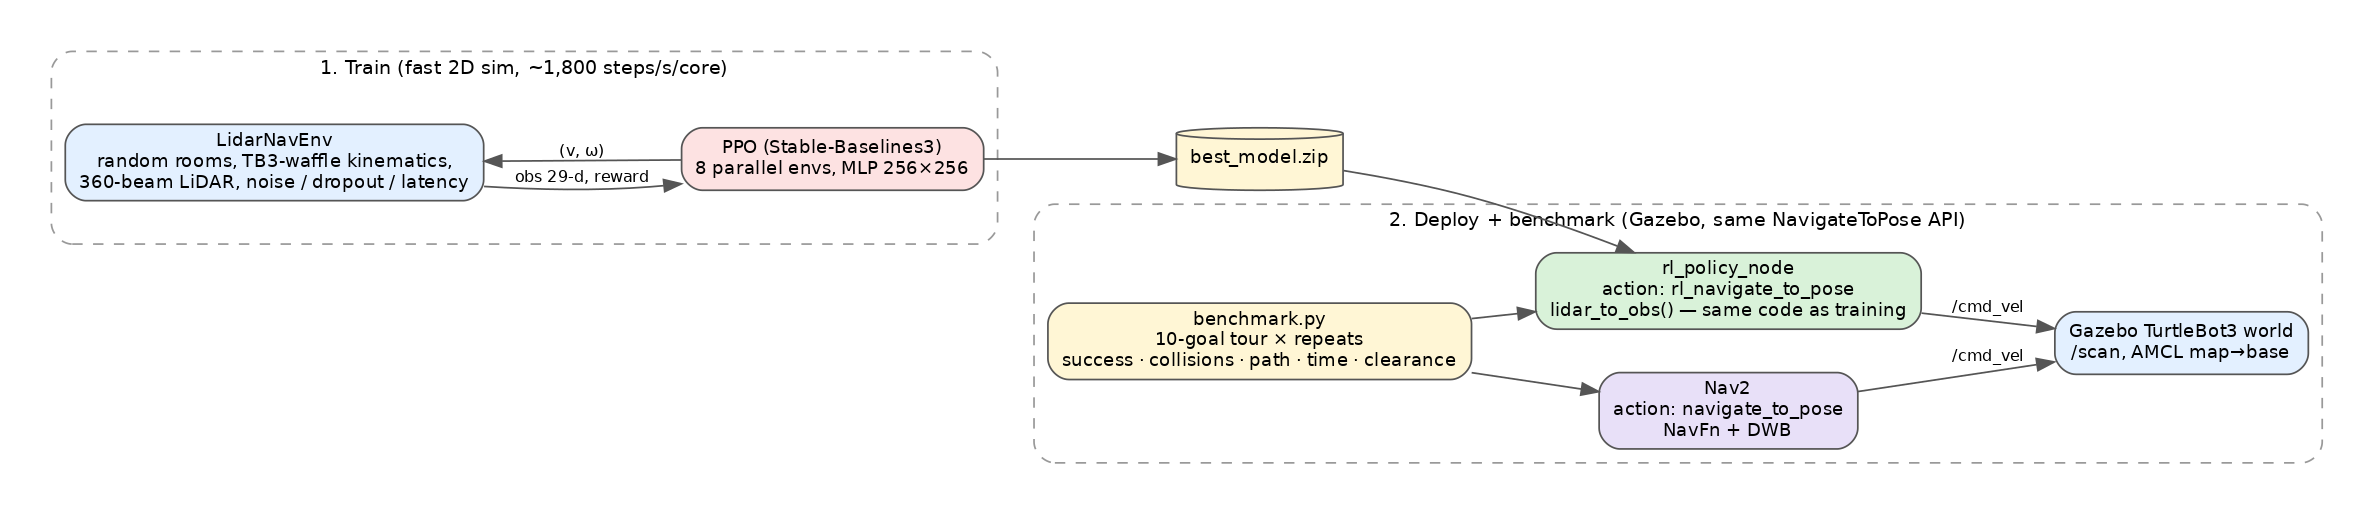 1. Train (fast 2D sim, ~1,800 steps/s/core)
LidarNavEnv
random rooms, TB3-waffle kinematics,
360-beam LiDAR, noise / dropout / latency
(v, ω)
obs 29-d, reward
PPO (Stable-Baselines3)
8 parallel envs, MLP 256×256
best_model.zip
2. Deploy + benchmark (Gazebo, same NavigateToPose API)
benchmark.py
10-goal tour × repeats
success · collisions · path · time · clearance
rl_policy_node
action: rl_navigate_to_pose
lidar_to_obs() — same code as training
Nav2
action: navigate_to_pose
NavFn + DWB
/cmd_vel
/cmd_vel
Gazebo TurtleBot3 world
/scan, AMCL map→base